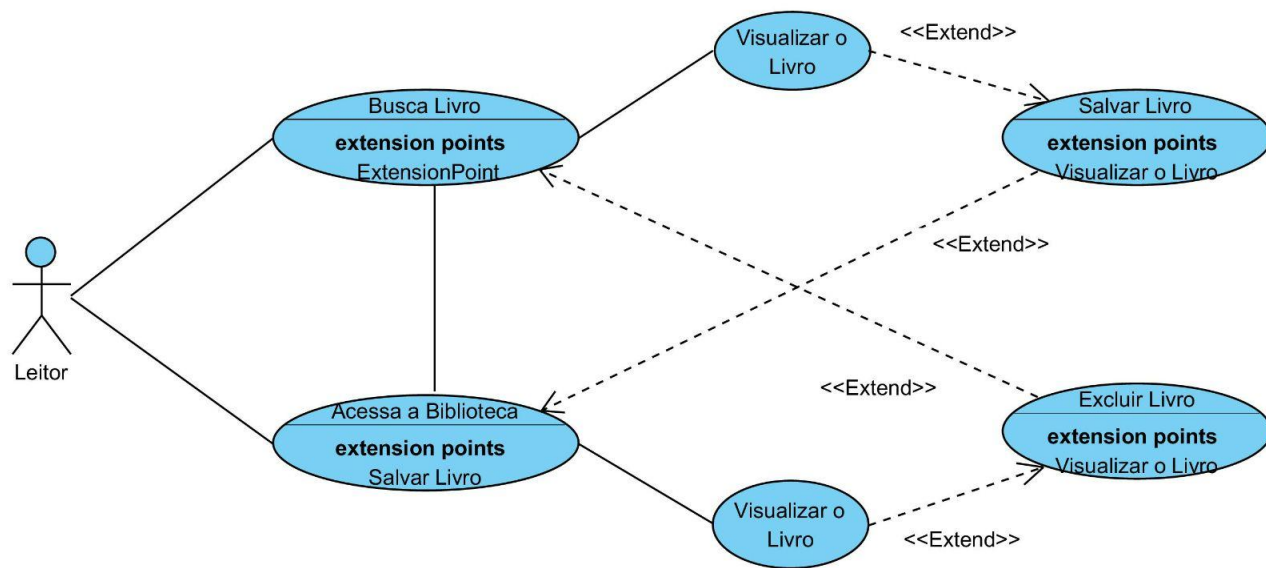 Visualizar o
Livro
<<Extend>>
Busca Livro
extension points
ExtensionPoint
Salvar Livro
extension points
Visualizar o Livro
<<Extend>>
Leitor
<<Extend>>
Acessa a Biblioteca
extension points
Salvar Livro
Excluir Livro
extension points
Visualizar o Livro
Visualizar o
Livro
<<Extend>>